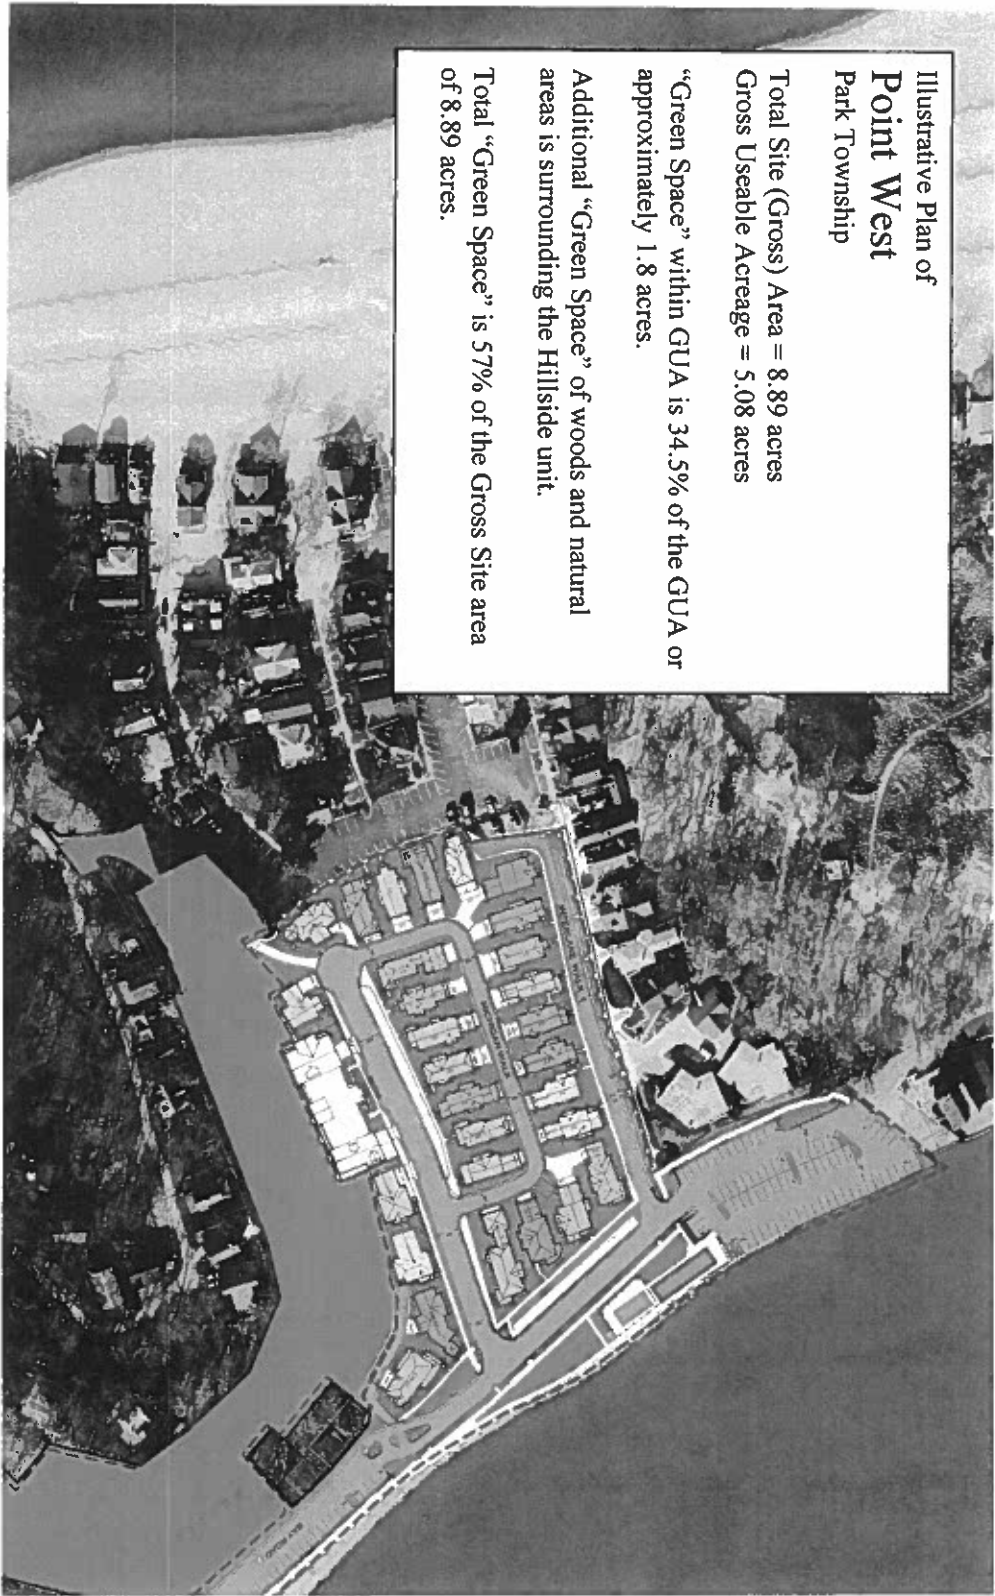 Illustrative Plan of
Point West
Park Township
Total Site (Gross) Area = 8.89 acres
Gross Useable Acreage = 5.08 acres
“Green Space” within GUA is 34.5% of the GUA or
approximately 1.8 acres.
Additional “Green Space” of woods and natural
areas is surrounding the Hillside unit.
Total “Green Space” is 57% of the Gross Site area
of 8.89 acres.
BAY ROAD